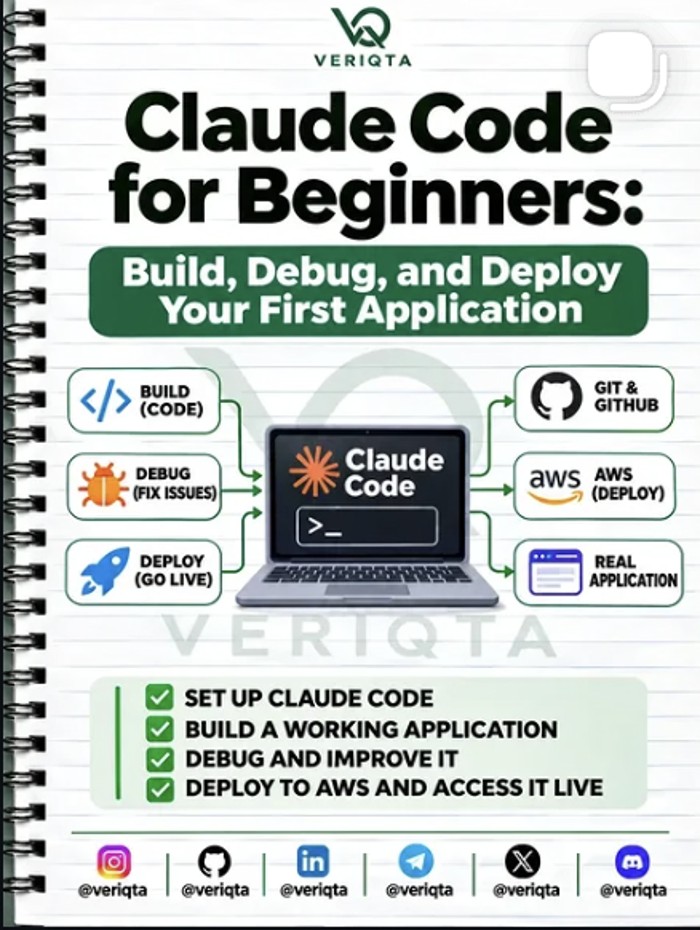 VERIQTA
Claude Code
for Beginners:
Build, Debug, and Deploy
Your First Application
</> BUILD
(CODE)
DEBUG
(FIX ISSUES)
DEPLOY
(GO LIVE)
Claude
Code
>_
GIT &
GITHUB
aws AWS
(DEPLOY)
REAL
APPLICATION
VERIQTA
SET UP CLAUDE CODE
BUILD A WORKING APPLICATION
DEBUG AND IMPROVE IT
DEPLOY TO AWS AND ACCESS IT LIVE
in X
@veriqta @veriqta @veriqta @veriqta @veriqta @veriqta